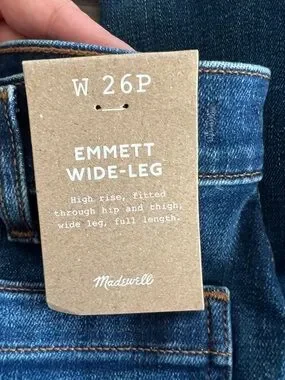 W 26P
EMMETT
WIDE-LEG
High rise, fitted
through hip and thigh,
wide leg, full length.
Madewell